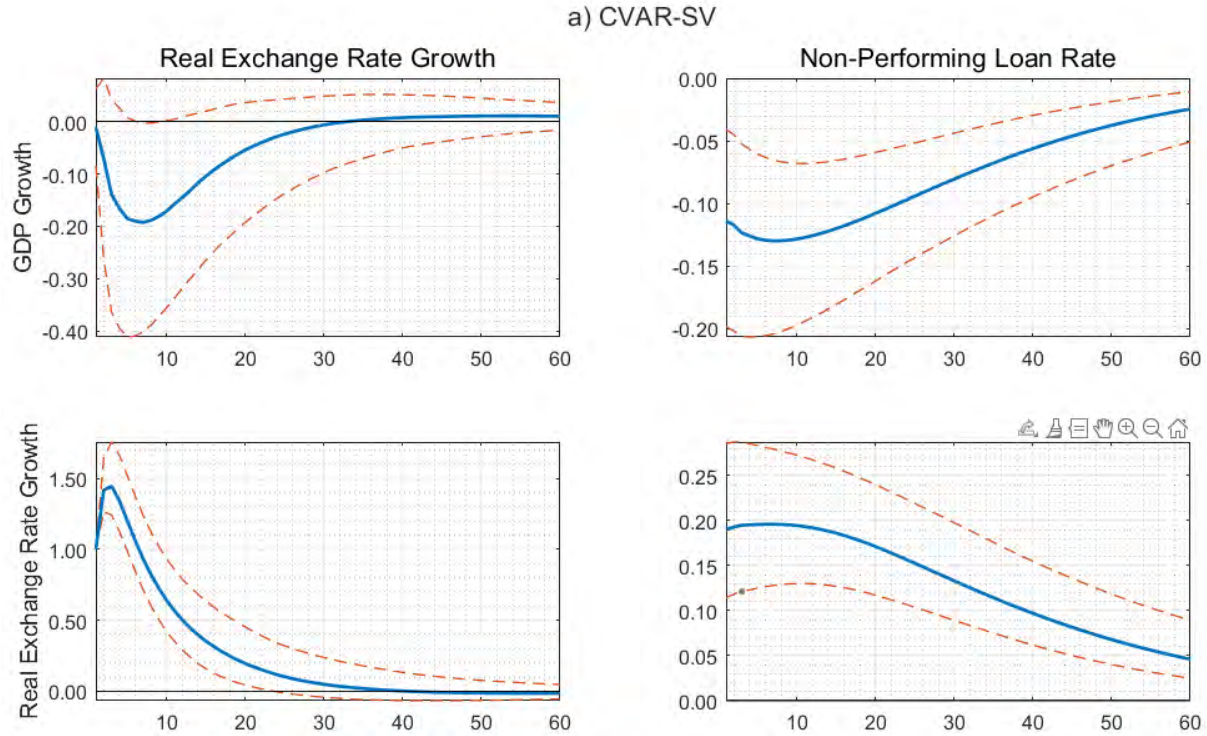 a) CVAR-SV
Real Exchange Rate Growth
Non-Performing Loan Rate
GDP Growth
0.00
-0.10
-0.20
-0.30
-0.40
10 20 30 40 50 60
0.00
-0.05
-0.10
-0.15
-0.20
10 20 30 40 50 60
Real Exchange Rate Growth
1.50
1.00
0.50
0.00
10 20 30 40 50 60
0.25
0.20
0.15
0.10
0.05
0.00
10 20 30 40 50 60